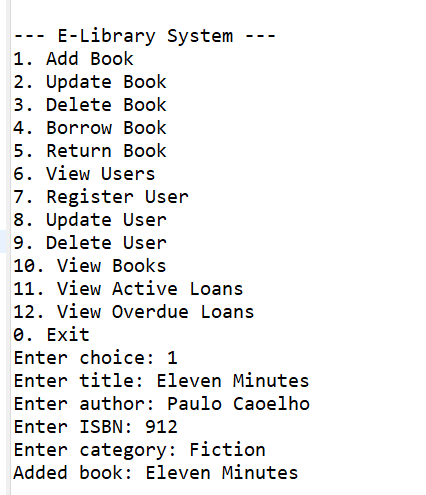 --- E-Library System ---
1. Add Book
2. Update Book
3. Delete Book
4. Borrow Book
5. Return Book
6. View Users
7. Register User
8. Update User
9. Delete User
10. View Books
11. View Active Loans
12. View Overdue Loans
0. Exit
Enter choice: 1
Enter title: Eleven Minutes
Enter author: Paulo Caoelho
Enter ISBN: 912
Enter category: Fiction
Added book: Eleven Minutes